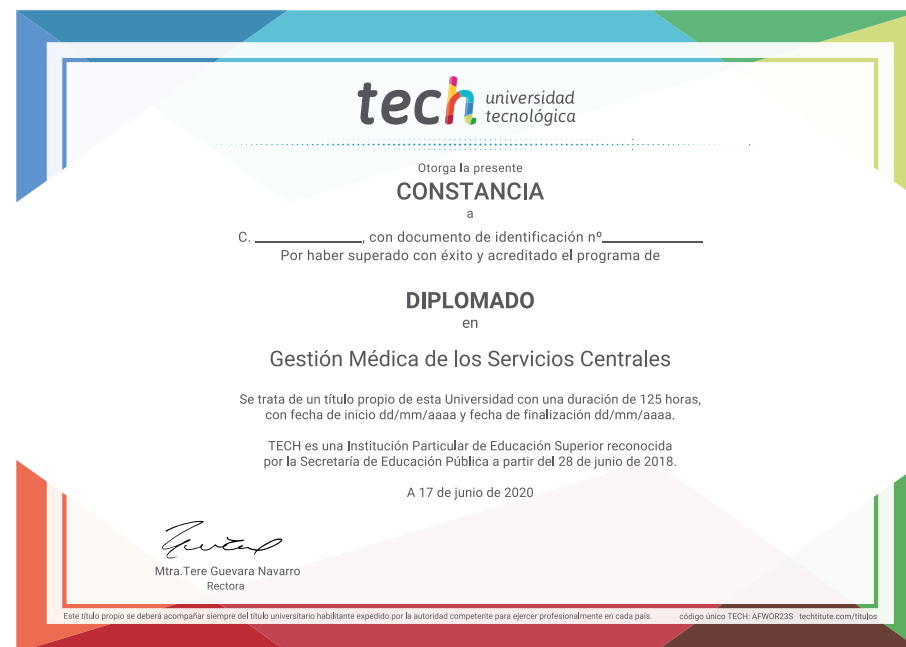 tech universidad
tecnológica
Otorga la presente
CONSTANCIA
a
C. ____________, con documento de identificación nº____________
Por haber superado con éxito y acreditado el programa de
DIPLOMADO
en
Gestión Médica de los Servicios Centrales
Se trata de un título propio de esta Universidad con una duración de 125 horas,
con fecha de inicio dd/mm/aaaa y fecha de finalización dd/mm/aaaa.
TECH es una Institución Particular de Educación Superior reconocida
por la Secretaría de Educación Pública a partir del 28 de junio de 2018.
A 17 de junio de 2020
Mtra.Tere Guevara Navarro
Rectora
Este título propio se deberá acompañar siempre del título universitario habilitante expedido por la autoridad competente para ejercer profesionalmente en cada país. código único TECH: AFWOR23S techtitute.com/titulos